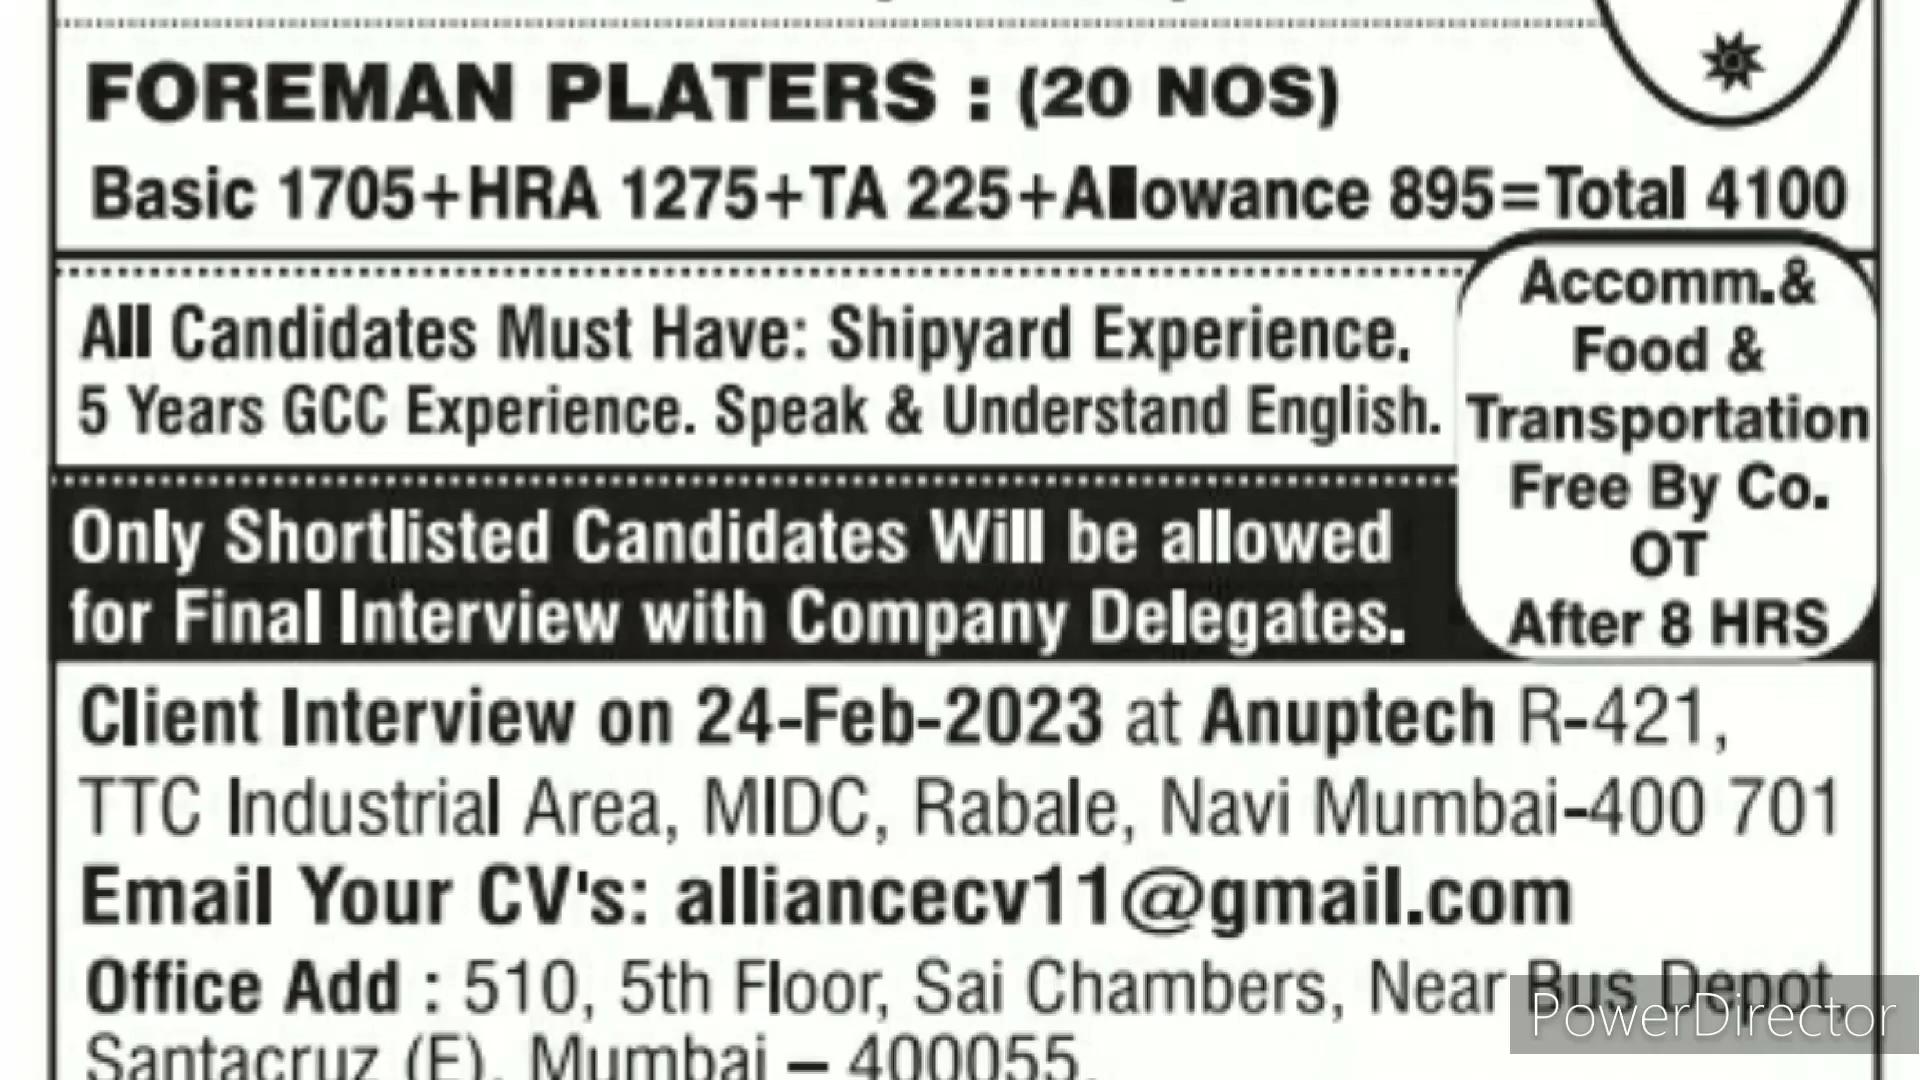 FOREMAN PLATERS : (20 NOS)
Basic 1705+HRA 1275+TA 225+Allowance 895=Total 4100
All Candidates Must Have: Shipyard Experience.
5 Years GCC Experience. Speak & Understand English.
Accomm.&
Food &
Transportation
Free By Co.
OT
After 8 HRS
Only Shortlisted Candidates Will be allowed
for Final Interview with Company Delegates.
Client Interview on 24-Feb-2023 at Anuptech R-421,
TTC Industrial Area, MIDC, Rabale, Navi Mumbai-400 701
Email Your CV's: alliancecv11@gmail.com
Office Add : 510, 5th Floor, Sai Chambers, Near Bus Depot,
Santacruz (E), Mumbai – 400055.
PowerDirector